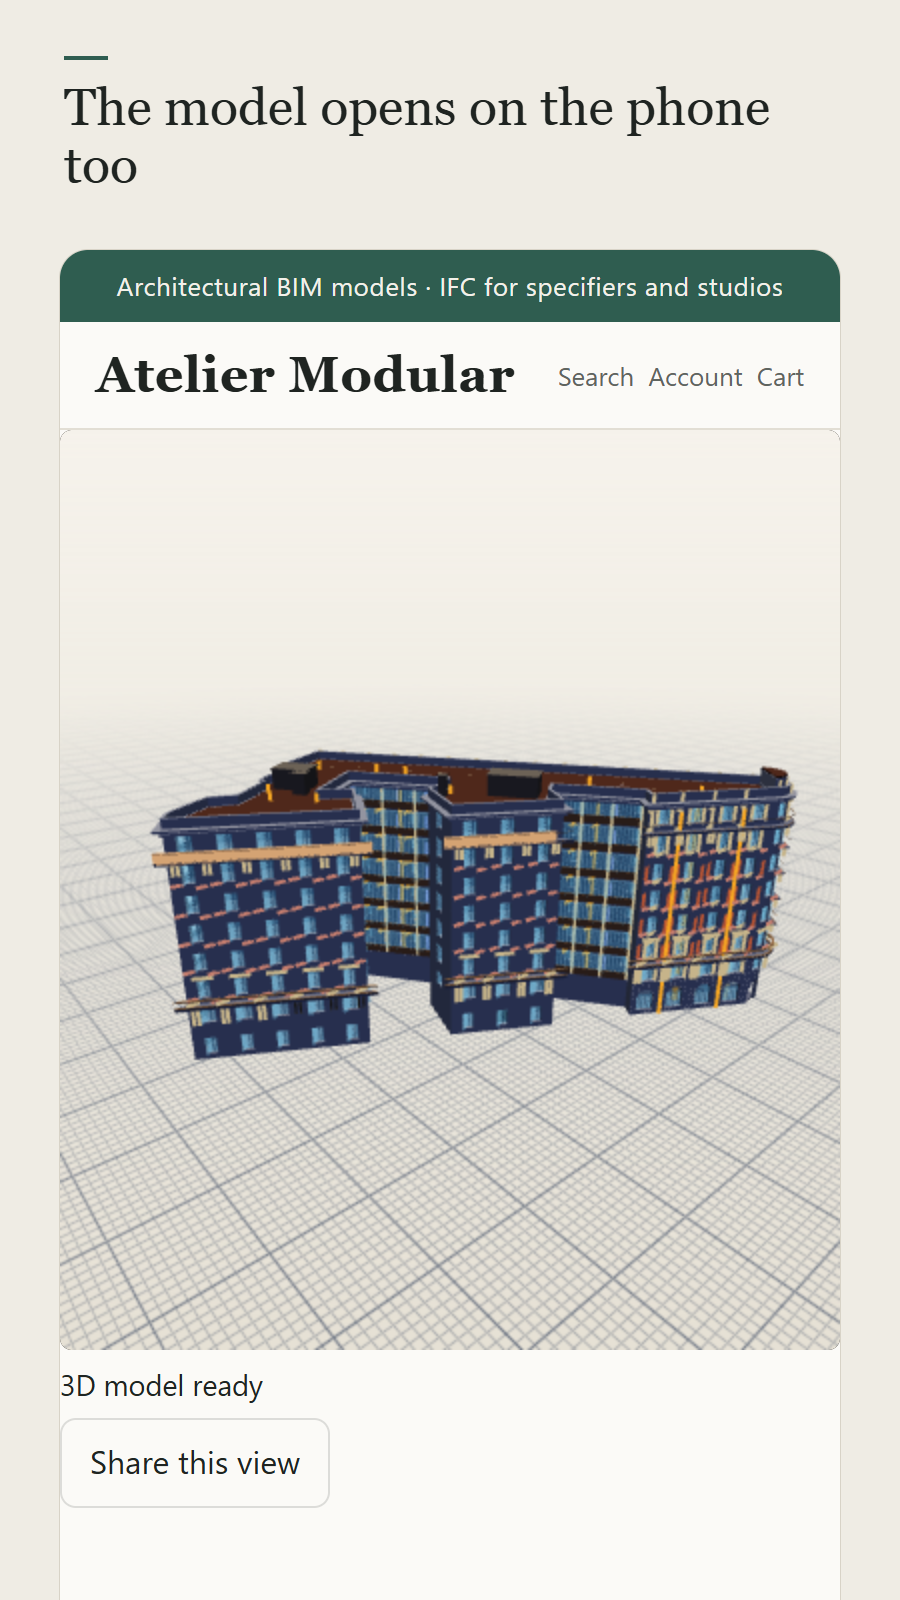 The model opens on the phone
too
Architectural BIM models · IFC for specifiers and studios
Atelier Modular
Search Account Cart
3D model ready
Share this view